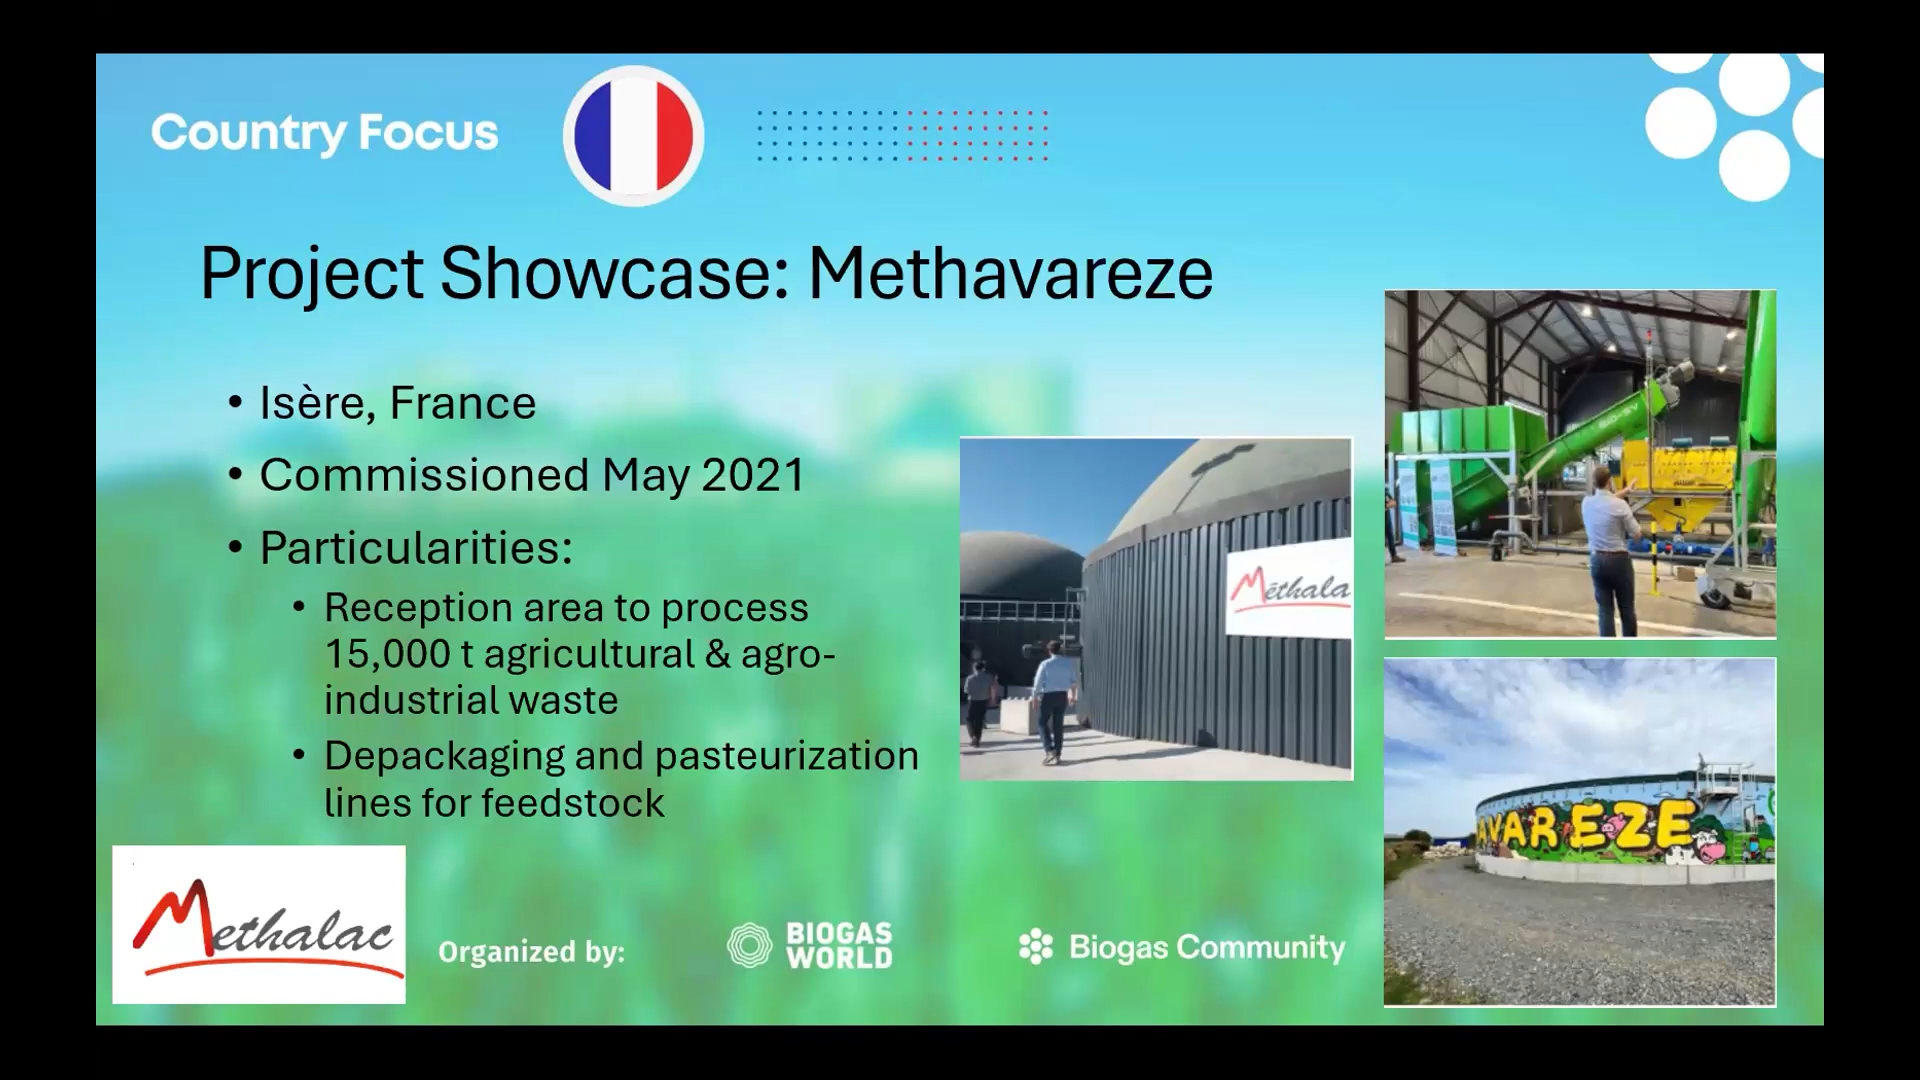 Country Focus
Project Showcase: Methavareze
• Isère, France
• Commissioned May 2021
• Particularities:
• Reception area to process
15,000 t agricultural & agro-
industrial waste
• Depackaging and pasteurization
lines for feedstock
Méthala
AVAREZE
Methalac
Organized by:
BIOGAS
WORLD
Biogas Community